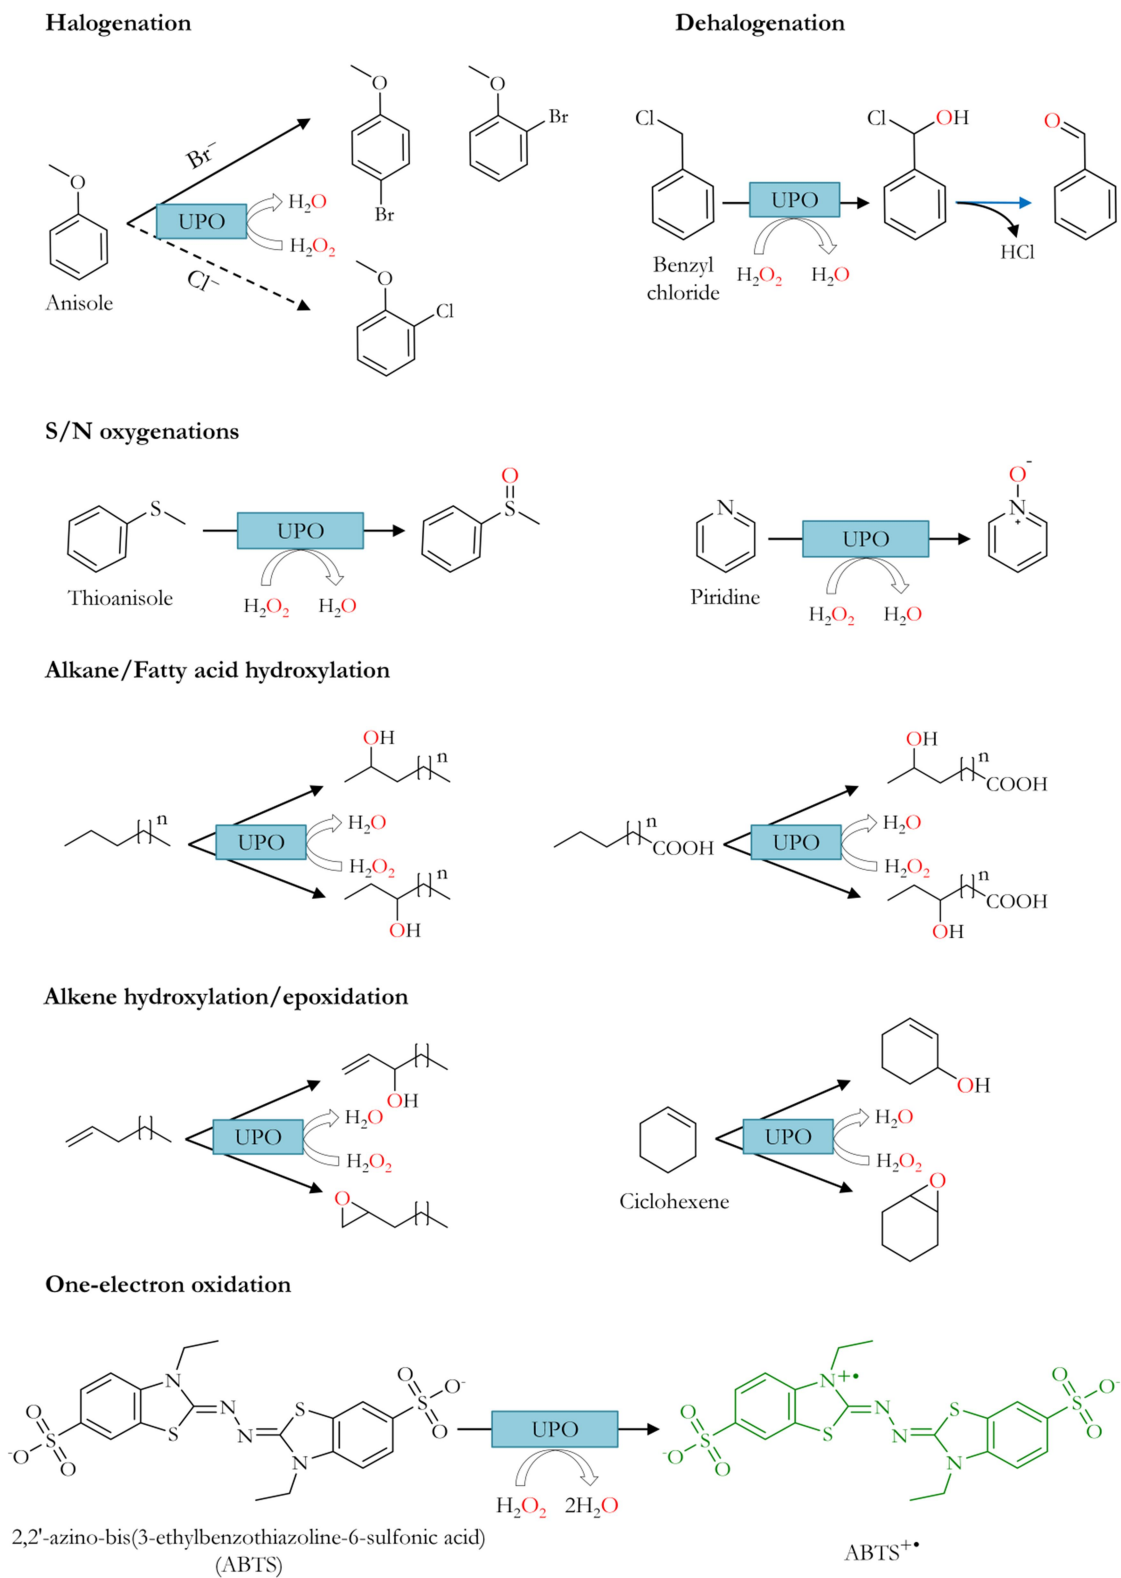 Halogenation
Dehalogenation
O
Br
O
Br
Br⁻
UPO
H₂O
H₂O₂
Cl⁻
O
Anisole
O
Cl
Cl
Benzyl
chloride
UPO
H₂O₂
H₂O
Cl
OH
HCl
O
S/N oxygenations
S
Thioanisole
UPO
H₂O₂
H₂O
O
S
N
Piridine
UPO
H₂O₂
H₂O
O⁻
N
+
Alkane/Fatty acid hydroxylation
n
UPO
H₂O
H₂O₂
OH
n
n
OH
n
COOH
UPO
H₂O
H₂O₂
OH
n
COOH
n
COOH
OH
Alkene hydroxylation/epoxidation
UPO
H₂O
H₂O₂
OH
O
Ciclohexene
UPO
H₂O
H₂O₂
OH
O
One-electron oxidation
⁻O
O
S
O
N
S
N
N
S
N
O
S
O⁻
O
UPO
H₂O₂
2H₂O
⁻O
O
S
O
N⁺•
S
N
N
S
N
O
S
O⁻
O
2,2'-azino-bis(3-ethylbenzothiazoline-6-sulfonic acid)
(ABTS)
ABTS⁺•